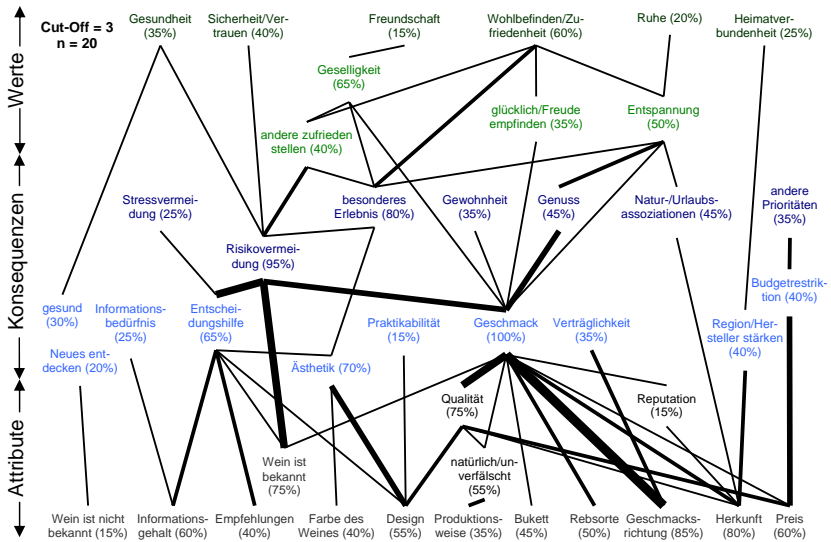 Cut-Off = 3
n = 20
Werte
Konsequenzen
Attribute
Gesundheit
(35%)
Sicherheit/Ver-
trauen (40%)
Freundschaft
(15%)
Wohlbefinden/Zu-
friedenheit (60%)
Ruhe (20%)
Heimatver-
bundenheit (25%)
Geselligkeit
(65%)
andere zufrieden
stellen (40%)
glücklich/Freude
empfinden (35%)
Entspannung
(50%)
Stressvermei-
dung (25%)
besonderes
Erlebnis (80%)
Gewohnheit
(35%)
Genuss
(45%)
Natur-/Urlaubs-
assoziationen (45%)
andere
Prioritäten
(35%)
Risikovermei-
dung (95%)
Budgetrestrik-
tion (40%)
gesund
(30%)
Informations-
bedürfnis
(25%)
Entschei-
dungshilfe
(65%)
Praktikabilität
(15%)
Geschmack
(100%)
Verträglichkeit
(35%)
Region/Her-
steller stärken
(40%)
Neues ent-
decken (20%)
Ästhetik (70%)
Qualität
(75%)
Reputation
(15%)
Wein ist
bekannt
(75%)
natürlich/un-
verfälscht
(55%)
Wein ist nicht
bekannt (15%)
Informations-
gehalt (60%)
Empfehlungen
(40%)
Farbe des
Weines (40%)
Design
(55%)
Produktions-
weise (35%)
Bukett
(45%)
Rebsorte
(50%)
Geschmacks-
richtung (85%)
Herkunft
(80%)
Preis
(60%)